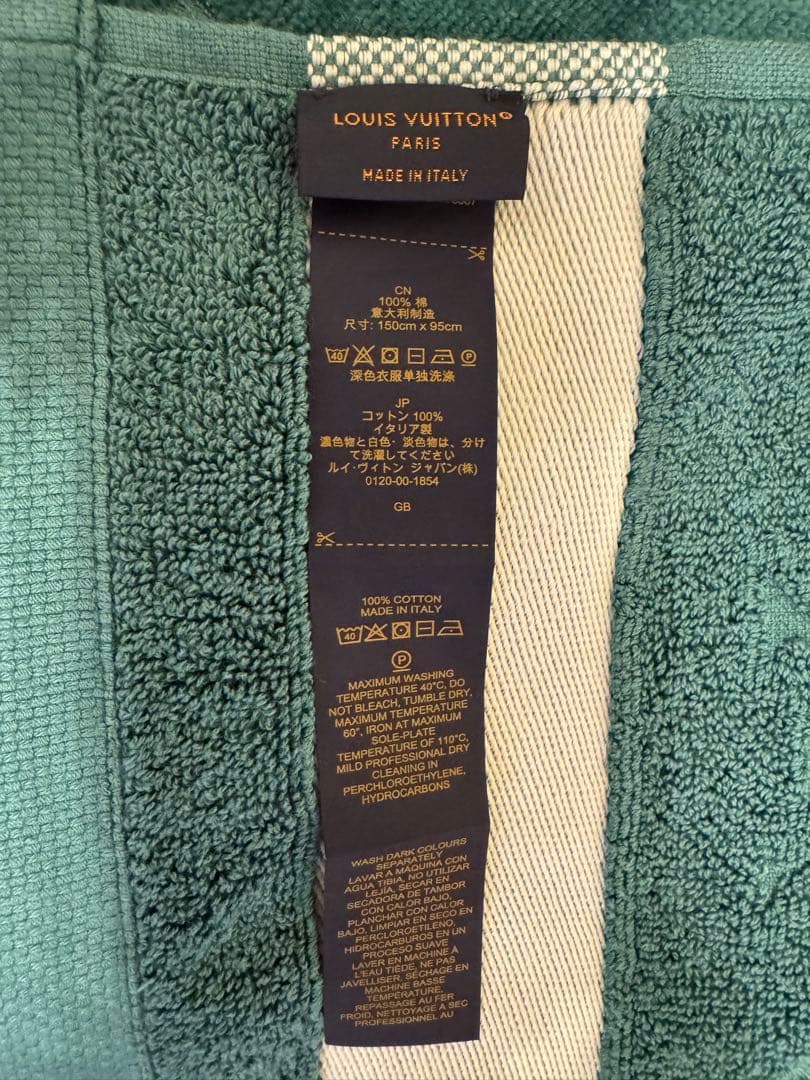 LOUIS VUITTON®
PARIS
MADE IN ITALY
CN
100% 棉
意大利制造
尺寸: 150cm x 95cm
40 P
深色衣服单独洗涤
JP
コットン 100%
イタリア製
濃色物と白色・淡色物は、分け
て洗濯してください
ルイ・ヴィトン ジャパン(株)
0120-00-1854
GB
100% COTTON
MADE IN ITALY
40
P
MAXIMUM WASHING
TEMPERATURE 40°C, DO
NOT BLEACH, TUMBLE DRY,
MAXIMUM TEMPERATURE
60°, IRON AT MAXIMUM
SOLE-PLATE
TEMPERATURE OF 110°C,
MILD PROFESSIONAL DRY
CLEANING IN
PERCHLOROETHYLENE,
HYDROCARBONS
WASH DARK COLOURS
SEPARATELY
LAVAR A MÁQUINA CON
AGUA TIBIA, NO UTILIZAR
LEJÍA, SECAR EN
SECADORA DE TAMBOR
CON CALOR BAJO,
PLANCHAR CON CALOR
BAJO, LIMPIAR EN SECO EN
PERCLOROETILENO,
HIDROCARBUROS EN UN
PROCESO SUAVE
LAVER EN MACHINE À
L'EAU TIÈDE, NE PAS
JAVELLISER, SÉCHAGE EN
MACHINE BASSE
TEMPÉRATURE,
REPASSAGE AU FER
FROID, NETTOYAGE À SEC
PROFESSIONNEL AU